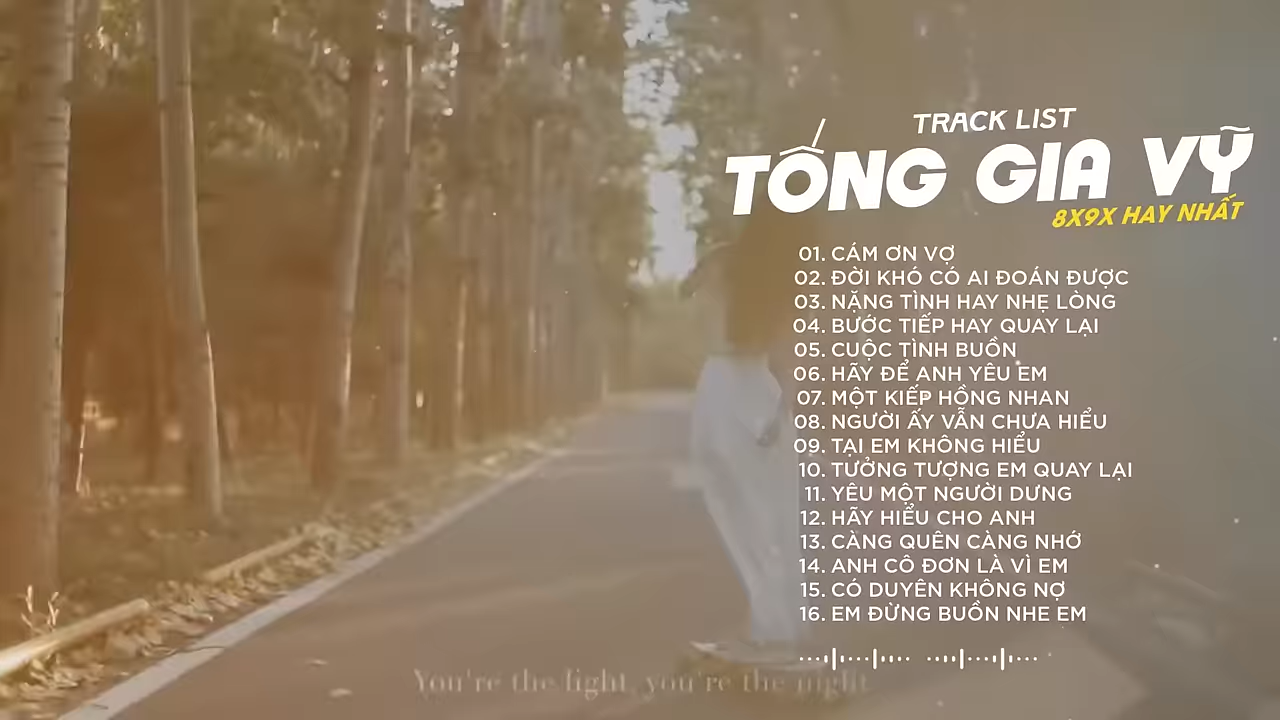 TRACK LIST
TỐNG GIA VỸ
8X9X HAY NHẤT
01. CÁM ƠN VỢ
02. ĐỜI KHÓ CÓ AI ĐOÁN ĐƯỢC
03. NẶNG TÌNH HAY NHẸ LÒNG
04. BƯỚC TIẾP HAY QUAY LẠI
05. CUỘC TÌNH BUỒN
06. HÃY ĐỂ ANH YÊU EM
07. MỘT KIẾP HỒNG NHAN
08. NGƯỜI ẤY VẪN CHƯA HIỂU
09. TẠI EM KHÔNG HIỂU
10. TƯỞNG TƯỢNG EM QUAY LẠI
11. YÊU MỘT NGƯỜI DƯNG
12. HÃY HIỂU CHO ANH
13. CÀNG QUÊN CÀNG NHỚ
14. ANH CÔ ĐƠN LÀ VÌ EM
15. CÓ DUYÊN KHÔNG NỢ
16. EM ĐỪNG BUỒN NHE EM
You're the light, you're the night